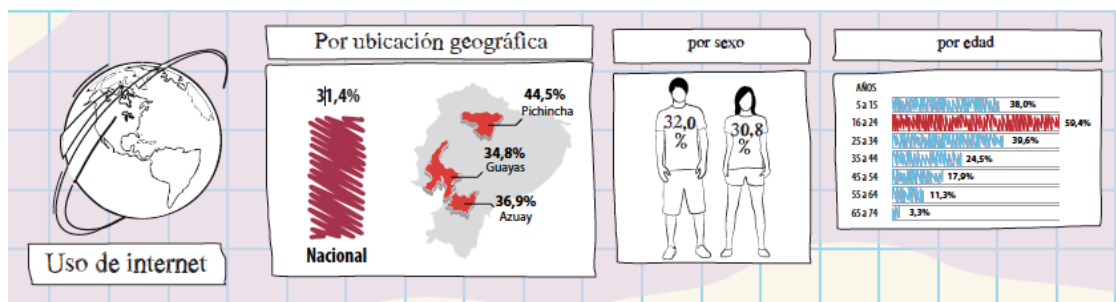 Uso de internet
Por ubicación geográfica
31,4%
Nacional
44,5%
Pichincha
34,8%
Guayas
36,9%
Azuay
por sexo
32,0
%
30,8
%
por edad
AÑOS
5 a 15 38,0%
16 a 24 59,4%
25 a 34 39,6%
35 a 44 24,5%
45 a 54 17,9%
55 a 64 11,3%
65 a 74 3,3%